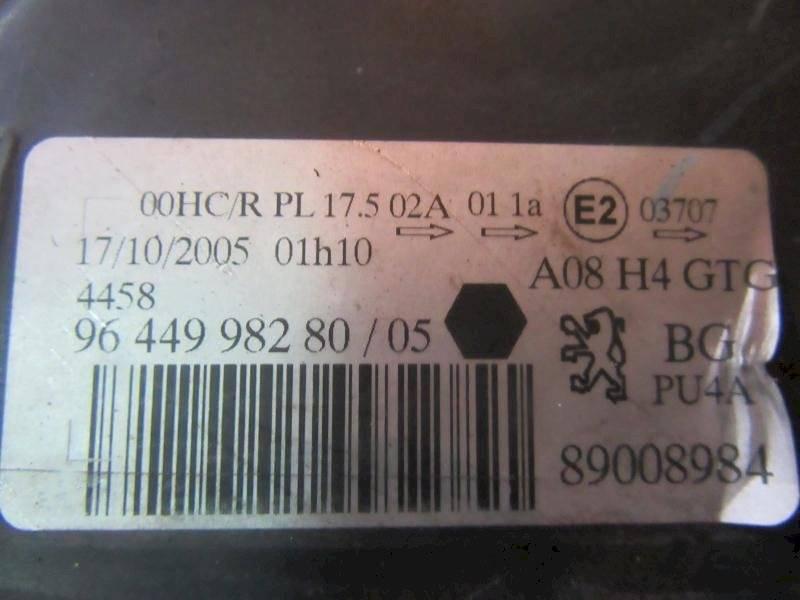 00HC/R PL 17.5 02A 01 1a E2 03707
17/10/2005 01h10
A08 H4 GTG
4458
96 449 982 80 / 05
BG
PU4A
89008984